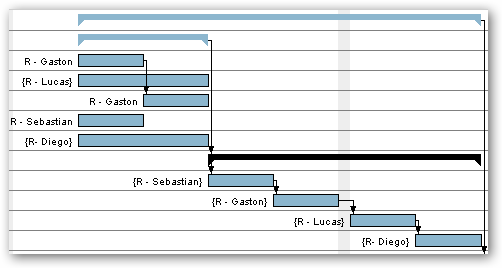 R - Gaston
{R - Lucas}
R - Gaston
R - Sebastian
{R- Diego}
{R - Sebastian}
{R - Gaston}
{R - Lucas}
{R- Diego}